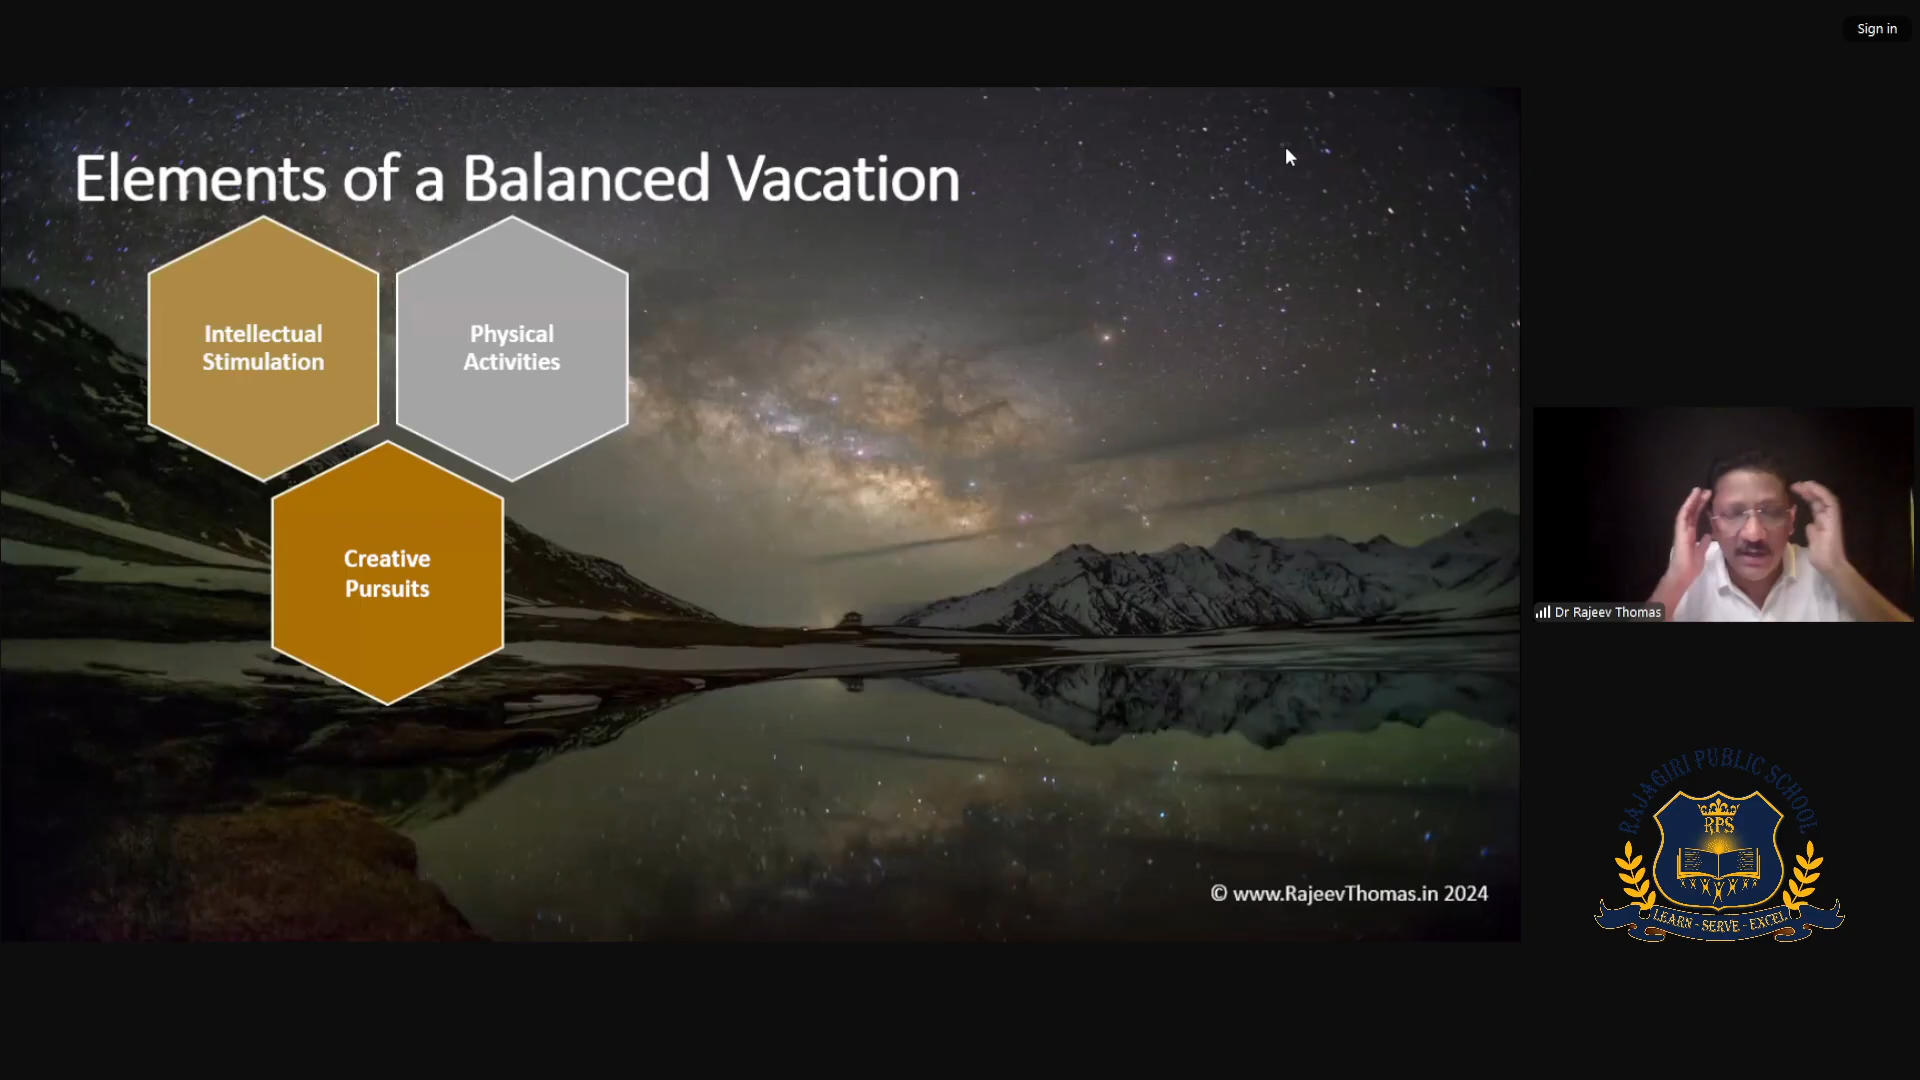 Sign in
Elements of a Balanced Vacation
Intellectual
Stimulation
Physical
Activities
Creative
Pursuits
Dr Rajeev Thomas
RAJAGIRI PUBLIC SCHOOL
RPS
LEARN - SERVE - EXCEL
© www.RajeevThomas.in 2024